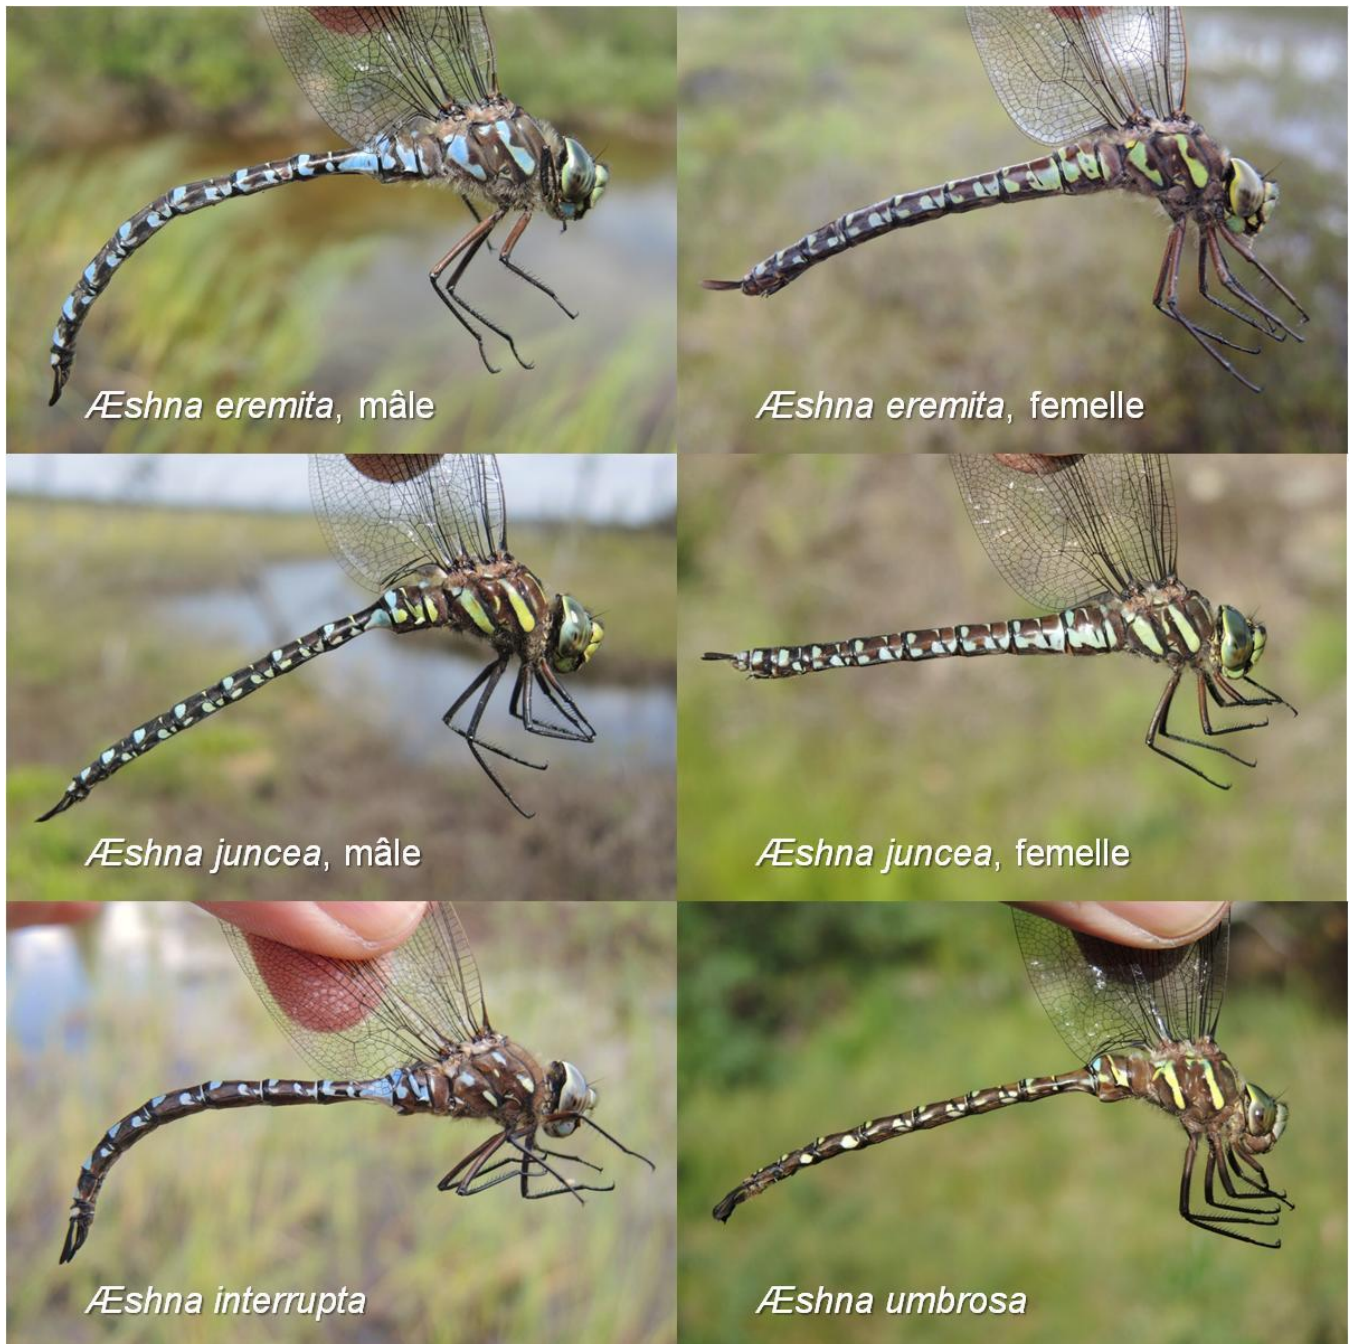 Æshna eremita, mâle
Æshna eremita, femelle
Æshna juncea, mâle
Æshna juncea, femelle
Æshna interrupta
Æshna umbrosa